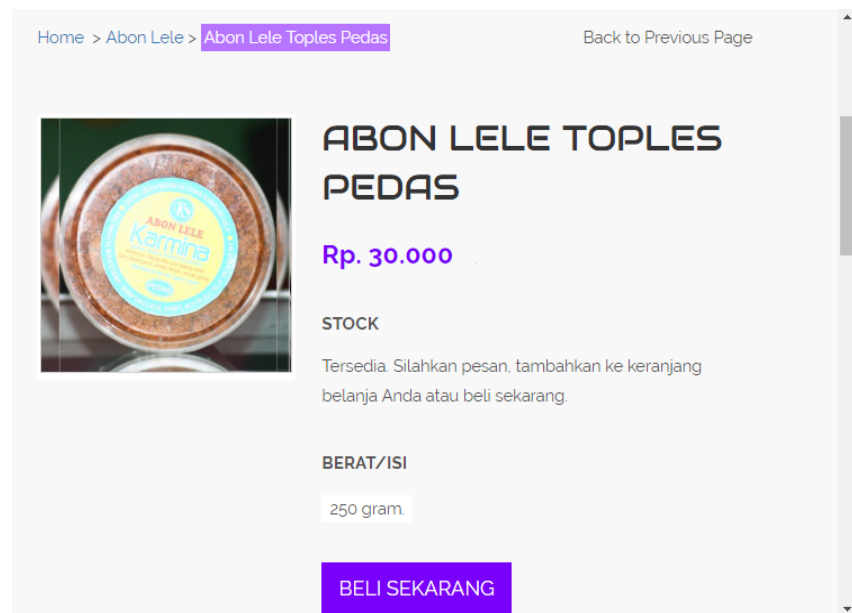 Home > Abon Lele > Abon Lele Toples Pedas
Back to Previous Page
ABON LELE TOPLES
PEDAS
Rp. 30.000
STOCK
Tersedia. Silahkan pesan, tambahkan ke keranjang
belanja Anda atau beli sekarang.
BERAT/ISI
250 gram.
BELI SEKARANG
ABON LELE
Karmina
PEDAS